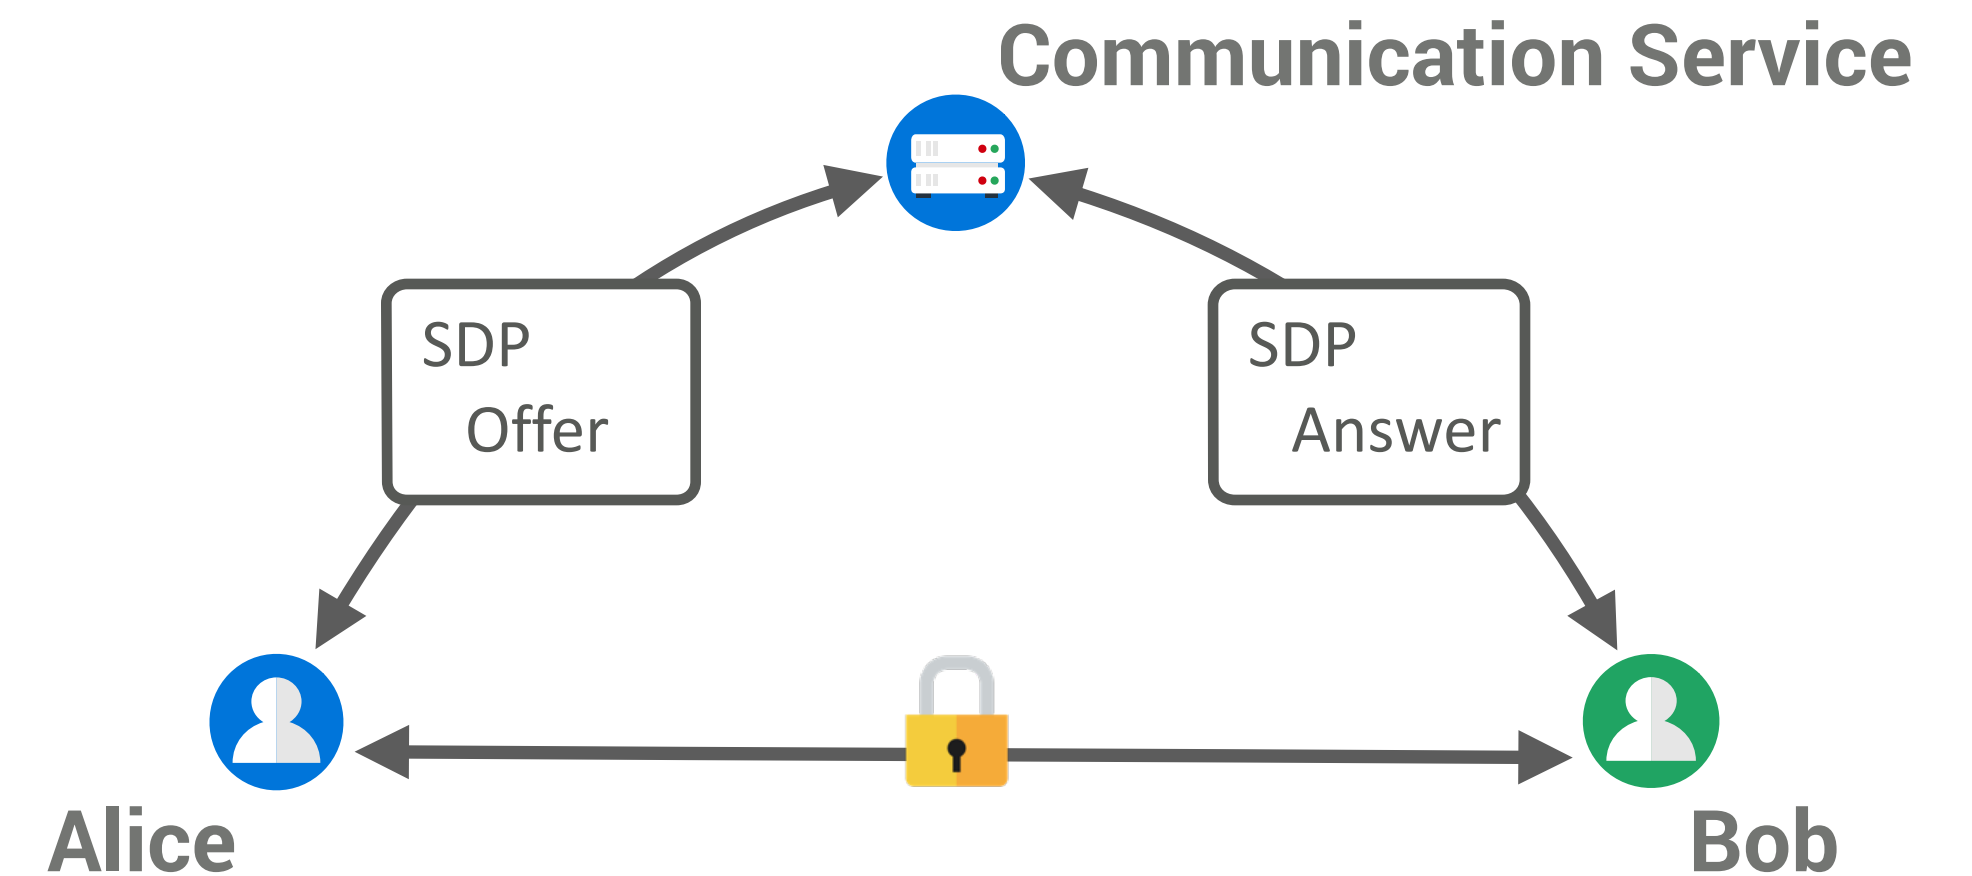 Communication Service
SDP
Offer
SDP
Answer
Alice
Bob